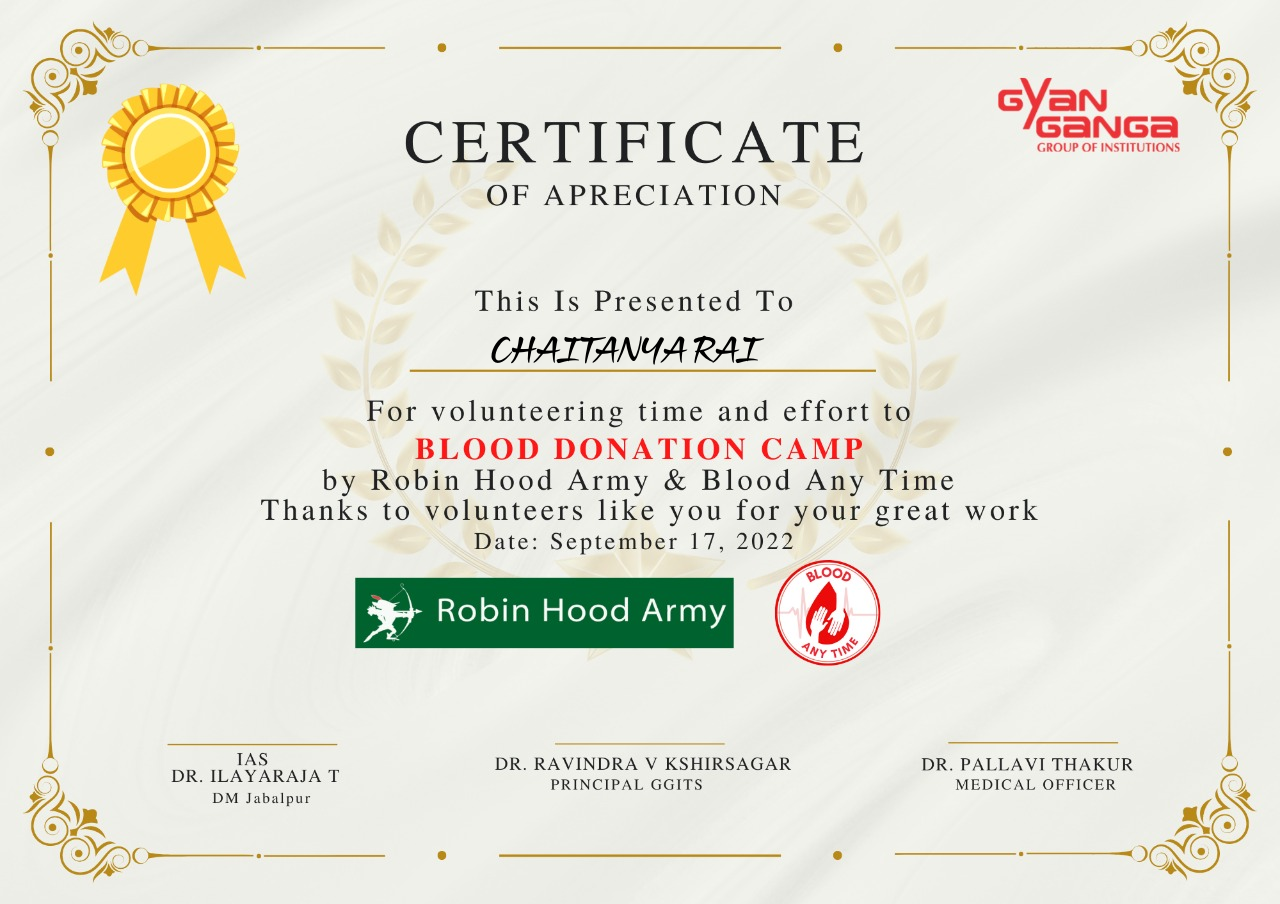 GYan
GANGA
GROUP OF INSTITUTIONS
CERTIFICATE
OF APRECIATION
This Is Presented To
CHAITANYA RAI
For volunteering time and effort to
BLOOD DONATION CAMP
by Robin Hood Army & Blood Any Time
Thanks to volunteers like you for your great work
Date: September 17, 2022
Robin Hood Army
BLOOD
ANY TIME
IAS
DR. ILAYARAJA T
DM Jabalpur
DR. RAVINDRA V KSHIRSAGAR
PRINCIPAL GGITS
DR. PALLAVI THAKUR
MEDICAL OFFICER